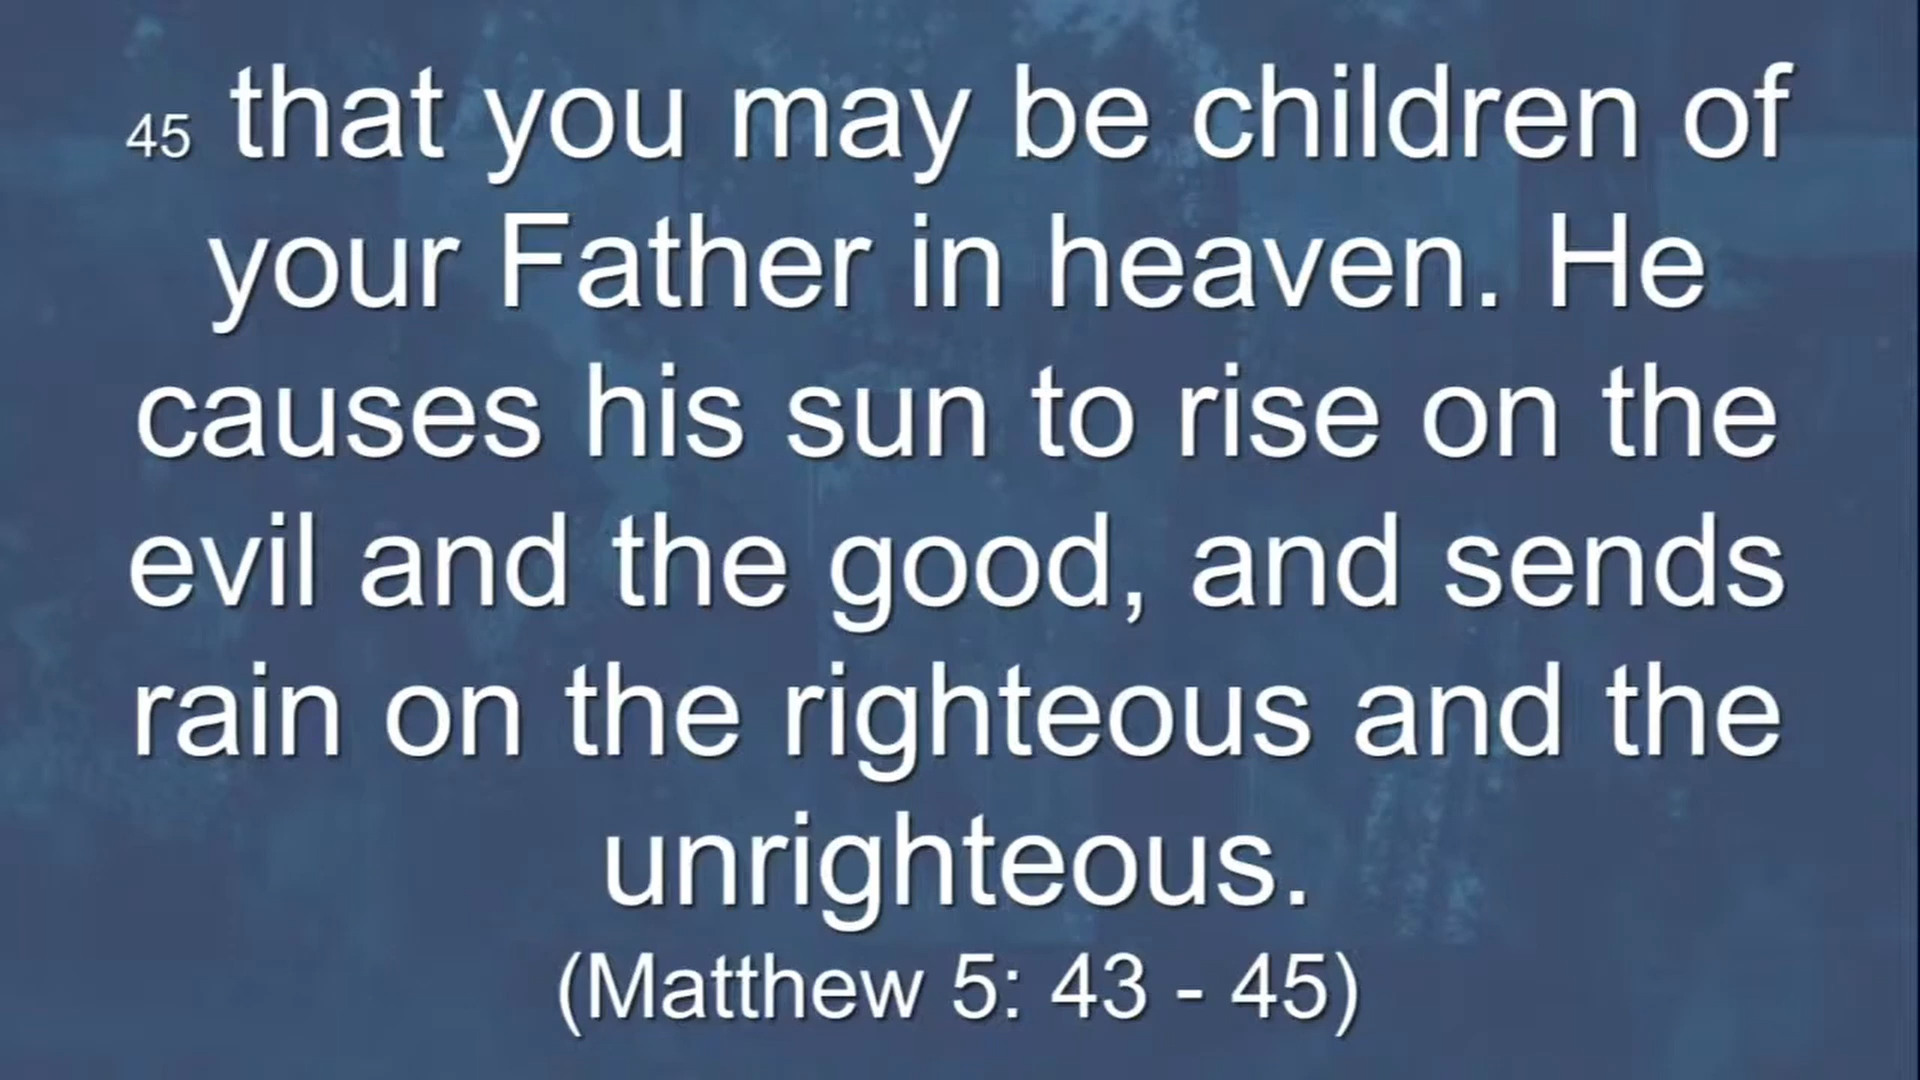 45 that you may be children of
your Father in heaven. He
causes his sun to rise on the
evil and the good, and sends
rain on the righteous and the
unrighteous.
(Matthew 5: 43 - 45)